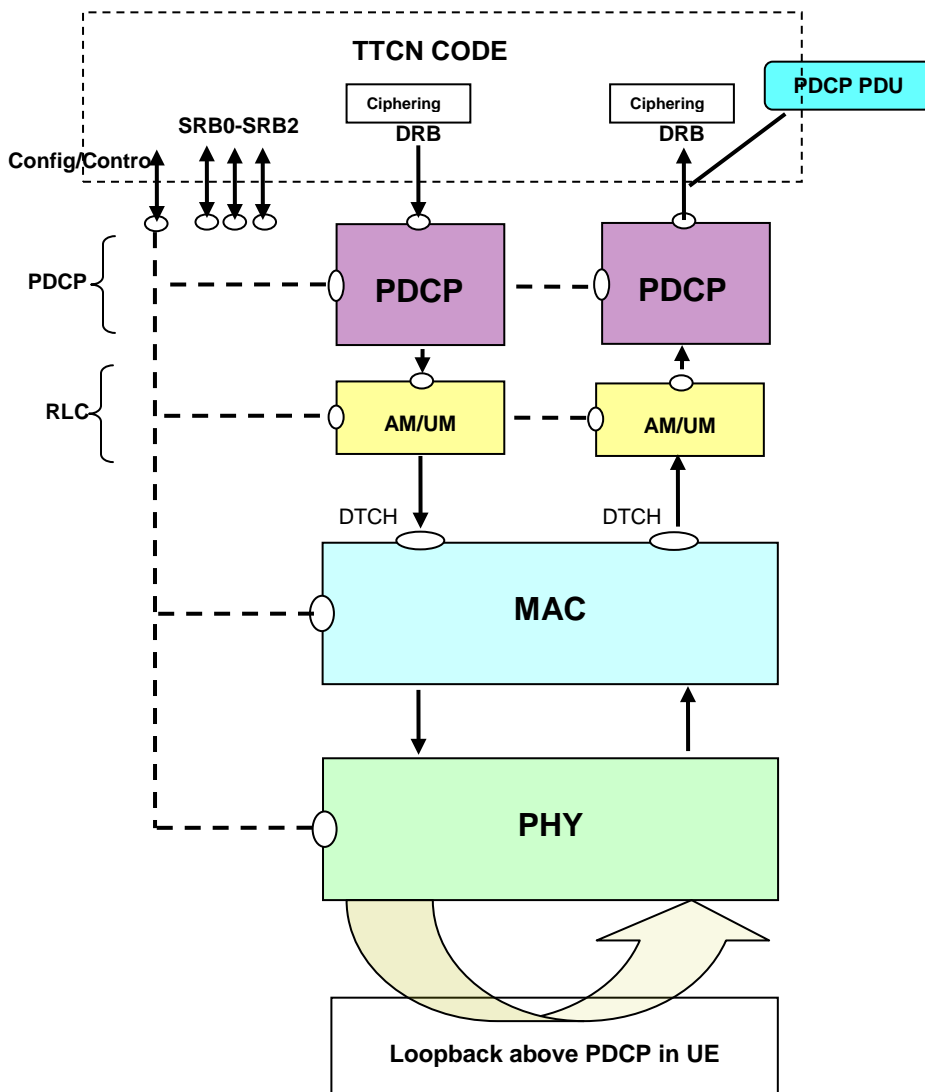 TTCN CODE
PDCP PDU
Ciphering
Ciphering
SRB0-SRB2
DRB
DRB
Config/Contro
PDCP
PDCP
PDCP
RLC
AM/UM
AM/UM
DTCH
DTCH
MAC
PHY
Loopback above PDCP in UE